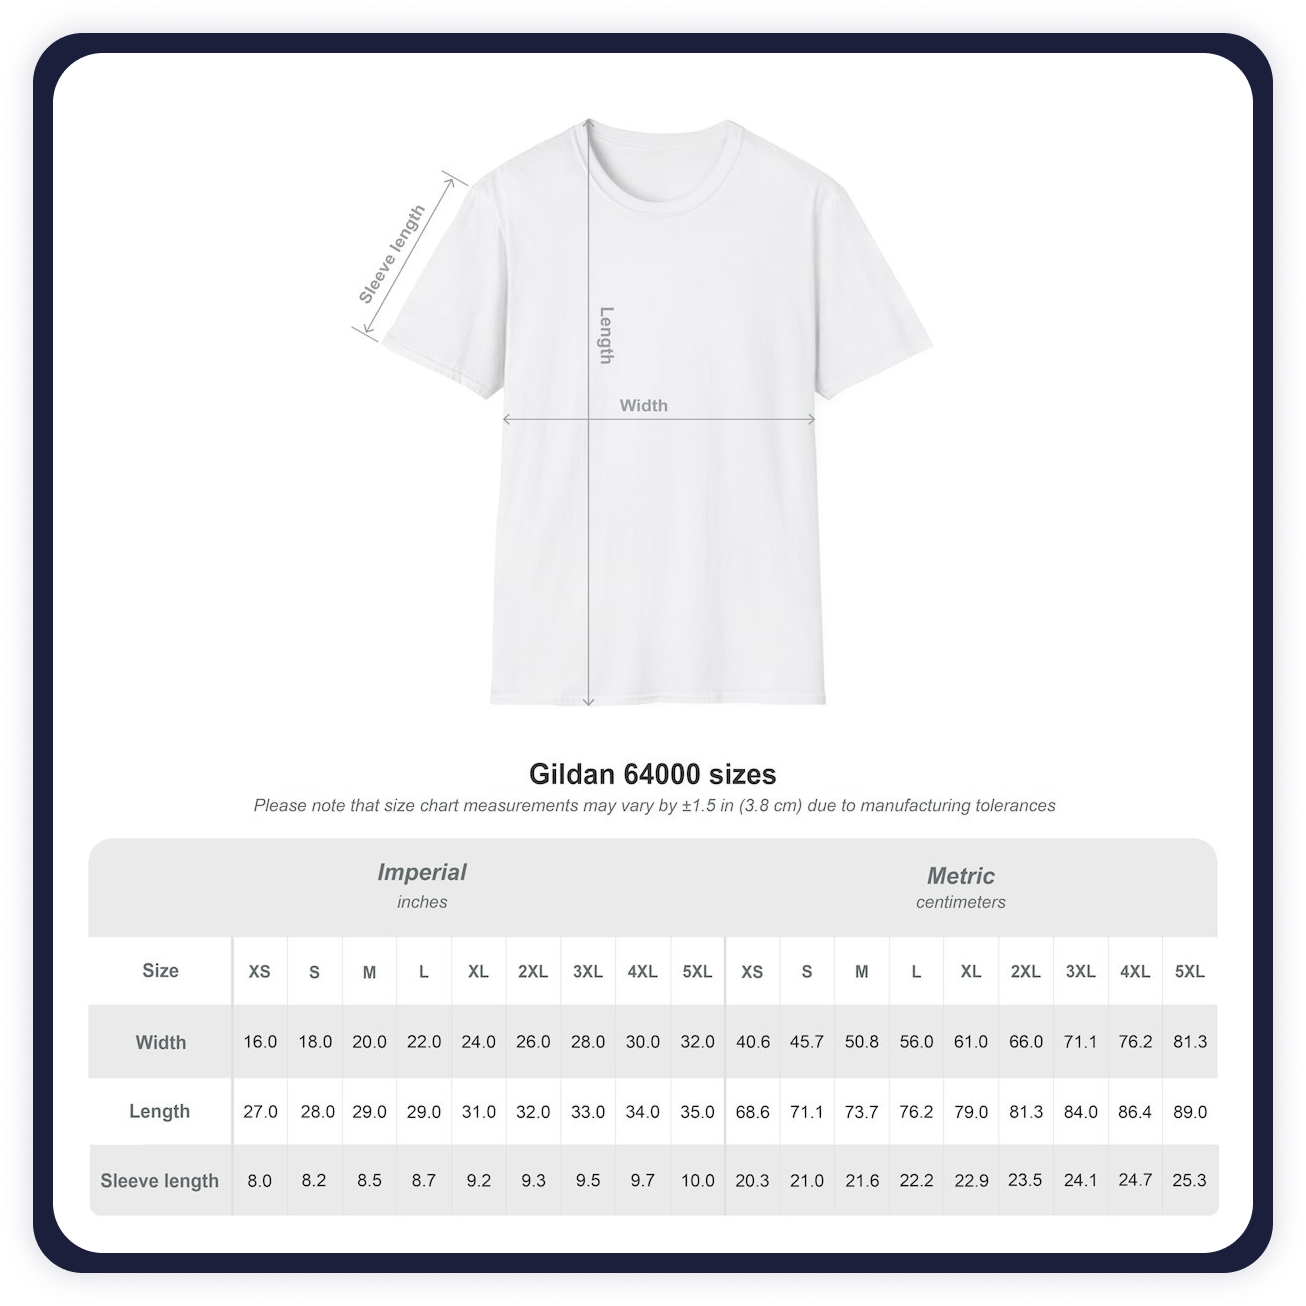 Sleeve length
Length
Width
Gildan 64000 sizes
Please note that size chart measurements may vary by ±1.5 in (3.8 cm) due to manufacturing tolerances
Imperial Metric
inches centimeters
Size XS S M L XL 2XL 3XL 4XL 5XL XS S M L XL 2XL 3XL 4XL 5XL
Width 16.0 18.0 20.0 22.0 24.0 26.0 28.0 30.0 32.0 40.6 45.7 50.8 56.0 61.0 66.0 71.1 76.2 81.3
Length 27.0 28.0 29.0 29.0 31.0 32.0 33.0 34.0 35.0 68.6 71.1 73.7 76.2 79.0 81.3 84.0 86.4 89.0
Sleeve length 8.0 8.2 8.5 8.7 9.2 9.3 9.5 9.7 10.0 20.3 21.0 21.6 22.2 22.9 23.5 24.1 24.7 25.3